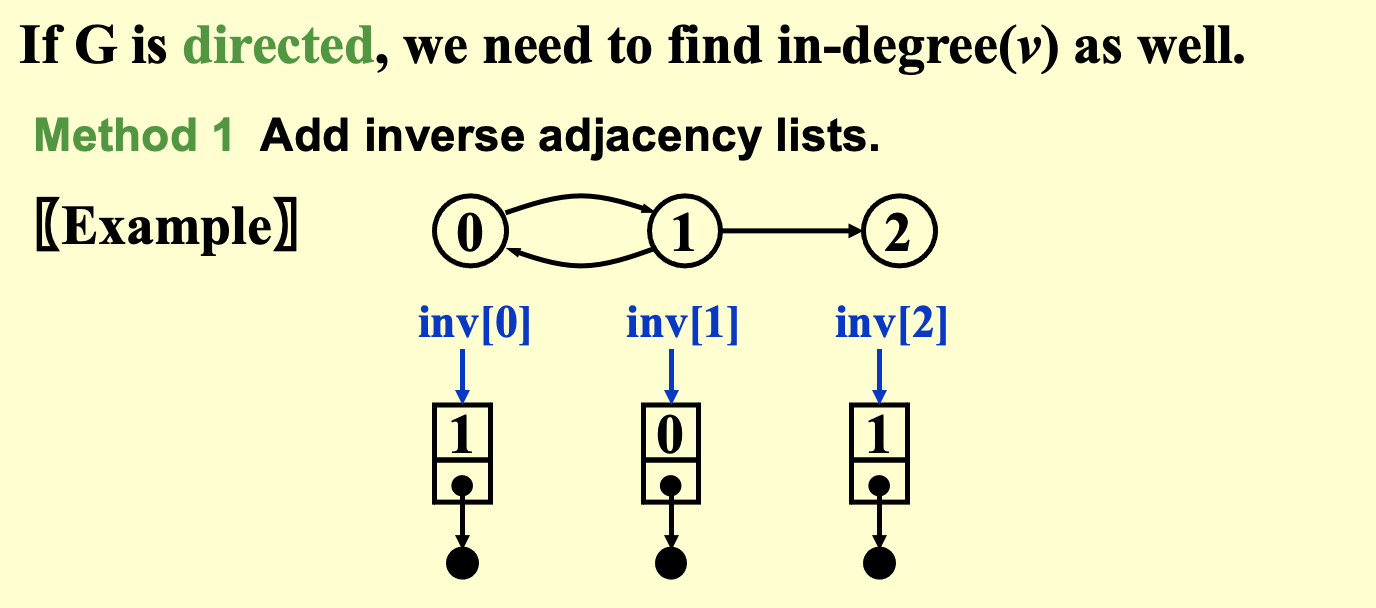 If G is directed, we need to find in-degree(v) as well.
Method 1 Add inverse adjacency lists.
〖Example〗 0 1 2
inv[0] inv[1] inv[2]
1 0 1